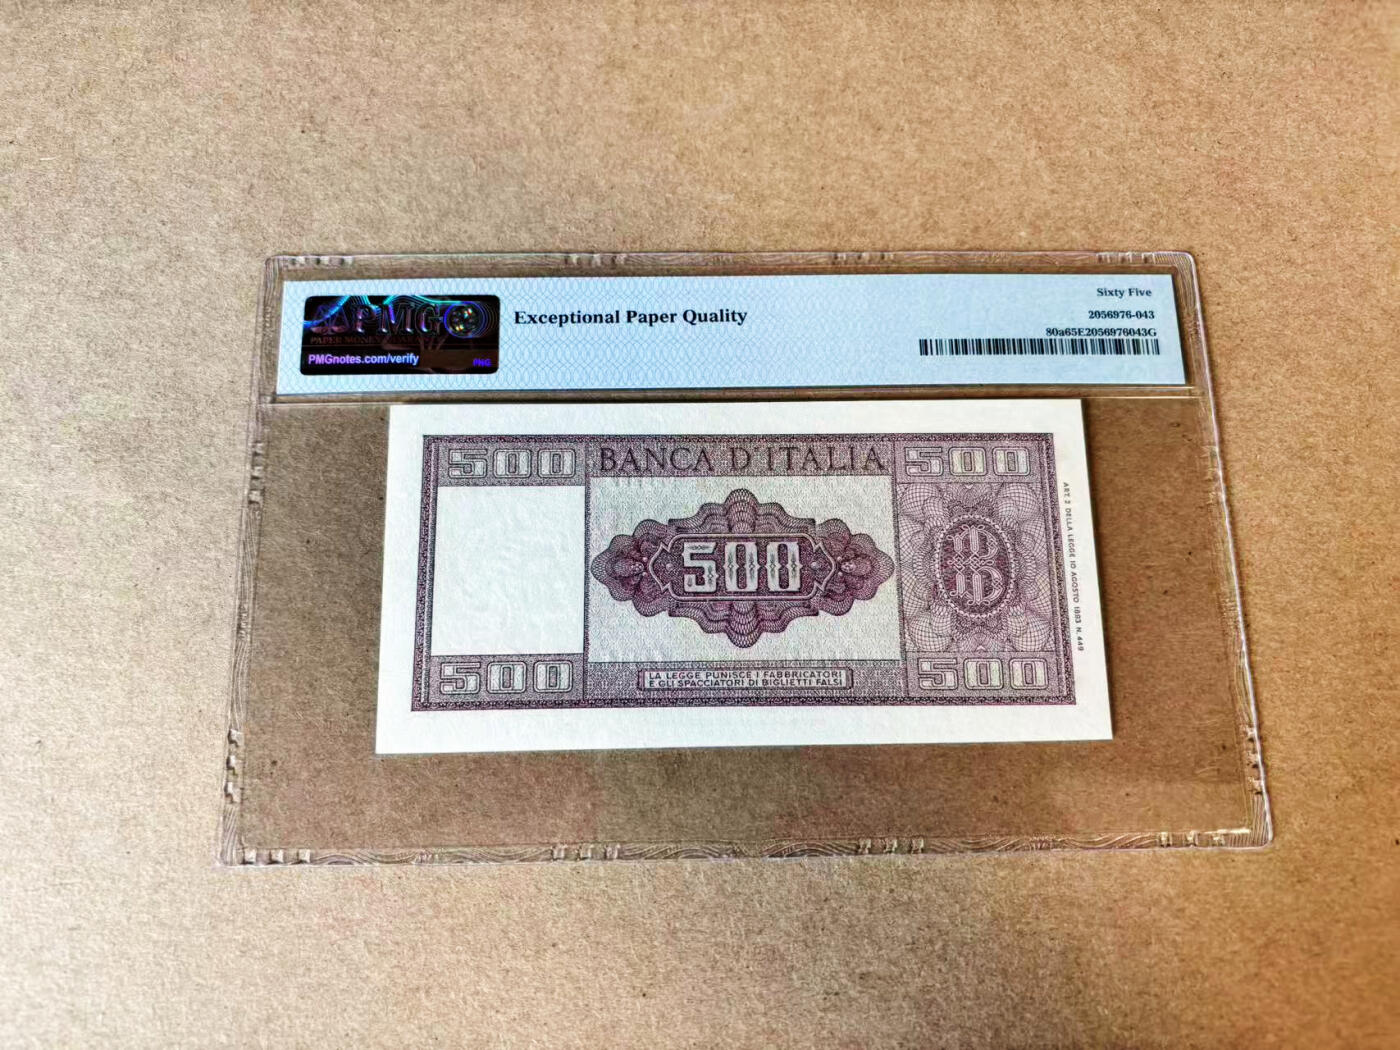 PMG
PMGnotes.com/verify
PMG
Exceptional Paper Quality
Sixty Five
2056976-043
80a65E2056976043G
500
BANCA D'ITALIA
500
500
ART. 2 DELLA LEGGE 10 AGOSTO 1893 N. 449
500
LA LEGGE PUNISCE I FABBRICATORI
E GLI SPACCIATORI DI BIGLIETTI FALSI
500